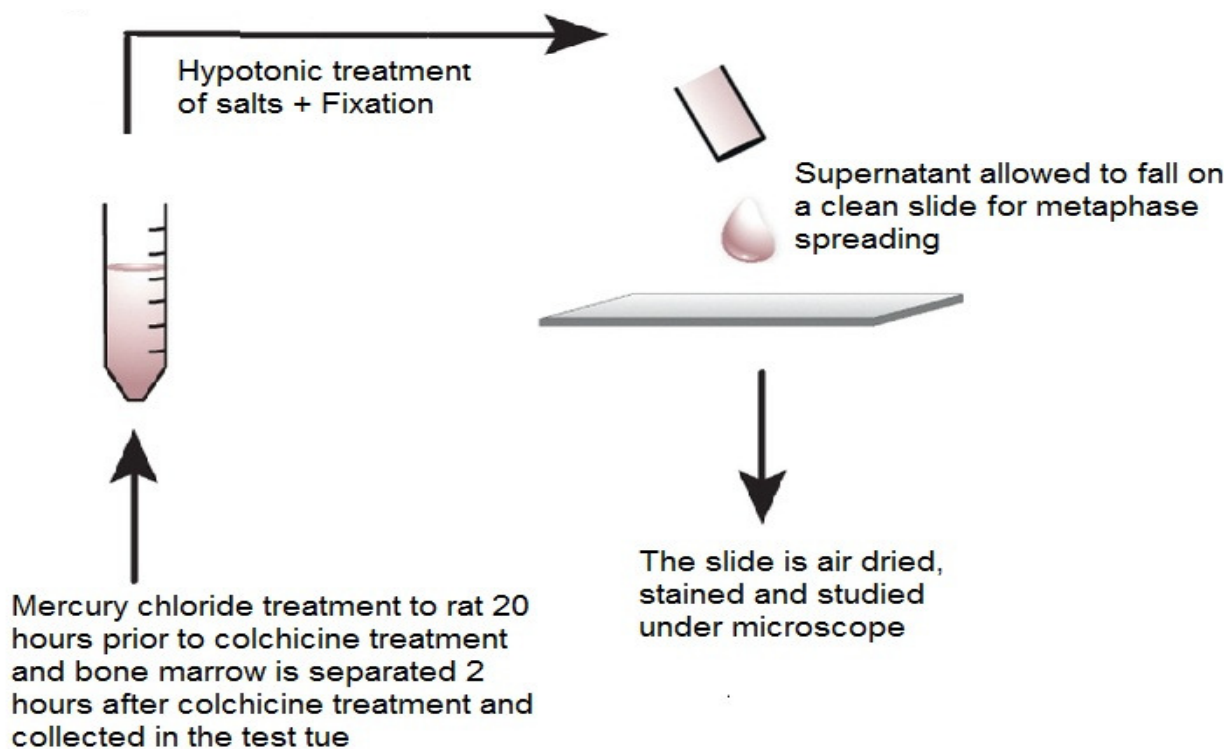 Hypotonic treatment
of salts + Fixation
Supernatant allowed to fall on
a clean slide for metaphase
spreading
Mercury chloride treatment to rat 20
hours prior to colchicine treatment
and bone marrow is separated 2
hours after colchicine treatment and
collected in the test tue
The slide is air dried,
stained and studied
under microscope